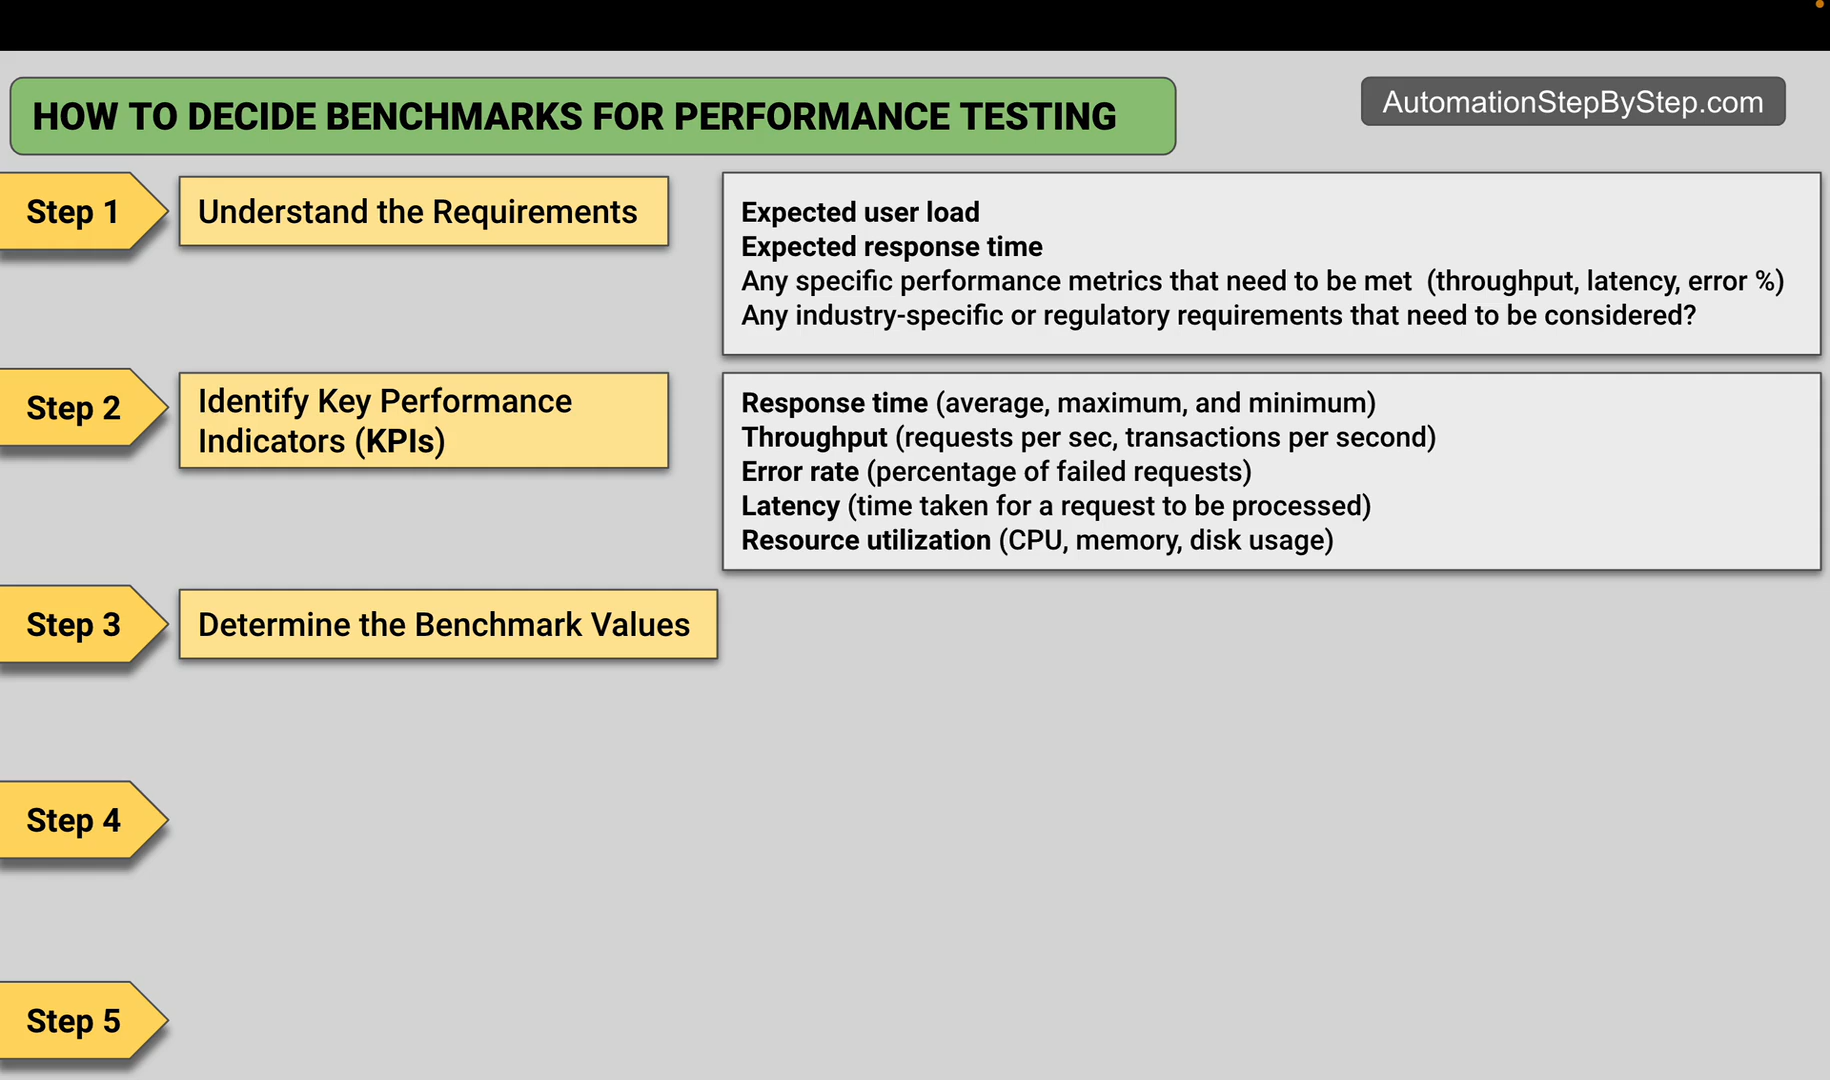 HOW TO DECIDE BENCHMARKS FOR PERFORMANCE TESTING
AutomationStepByStep.com
Step 1
Understand the Requirements
Expected user load
Expected response time
Any specific performance metrics that need to be met (throughput, latency, error %)
Any industry-specific or regulatory requirements that need to be considered?
Step 2
Identify Key Performance
Indicators (KPIs)
Response time (average, maximum, and minimum)
Throughput (requests per sec, transactions per second)
Error rate (percentage of failed requests)
Latency (time taken for a request to be processed)
Resource utilization (CPU, memory, disk usage)
Step 3
Determine the Benchmark Values
Step 4
Step 5